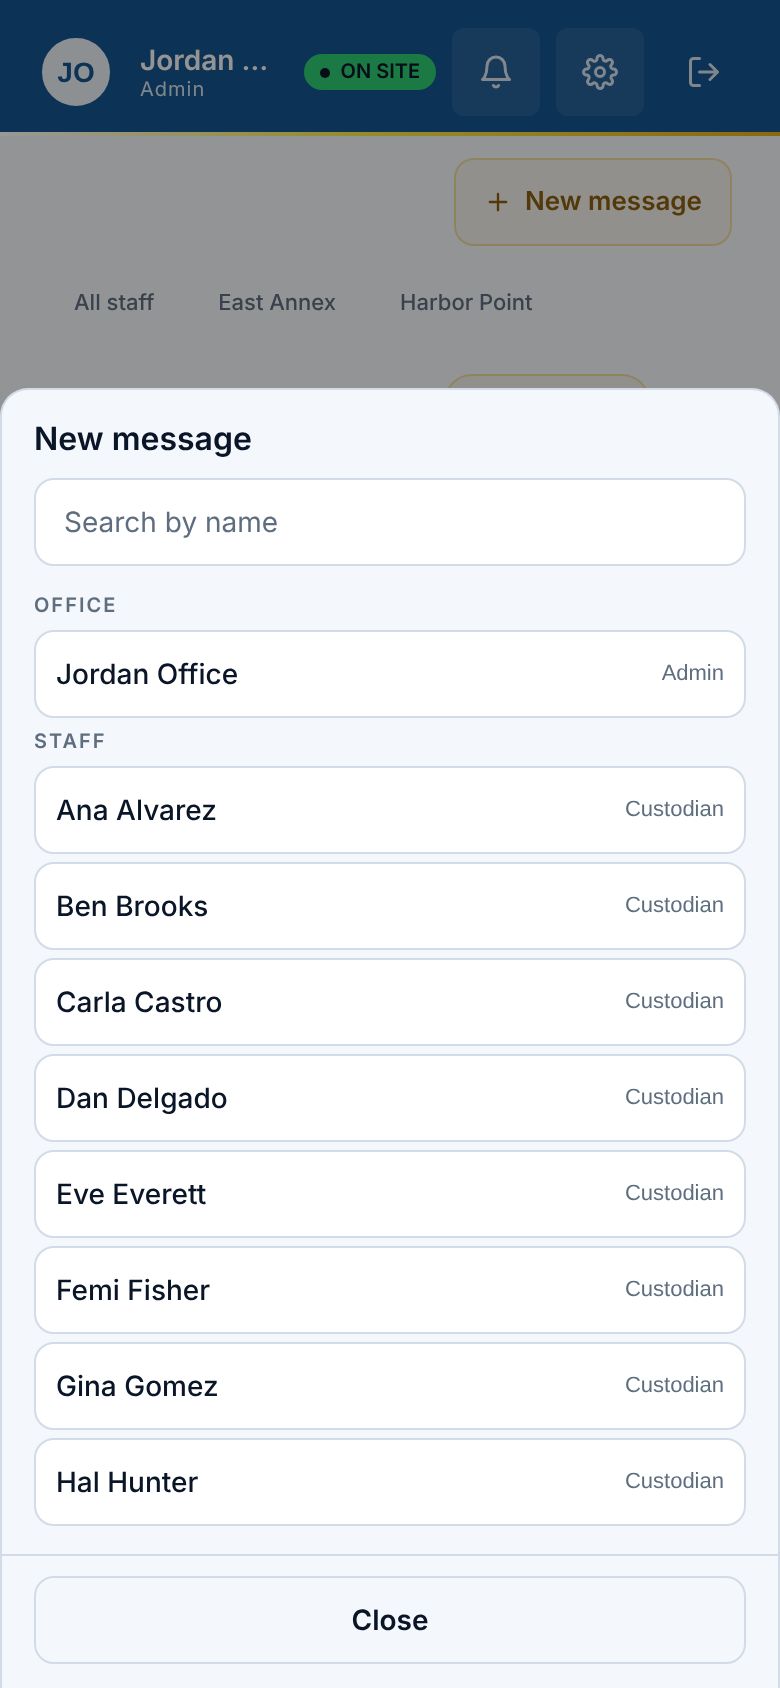 JO
Jordan ...
Admin
ON SITE
New message
All staff
East Annex
Harbor Point
New message
Search by name
OFFICE
Jordan Office
Admin
STAFF
Ana Alvarez
Custodian
Ben Brooks
Custodian
Carla Castro
Custodian
Dan Delgado
Custodian
Eve Everett
Custodian
Femi Fisher
Custodian
Gina Gomez
Custodian
Hal Hunter
Custodian
Close